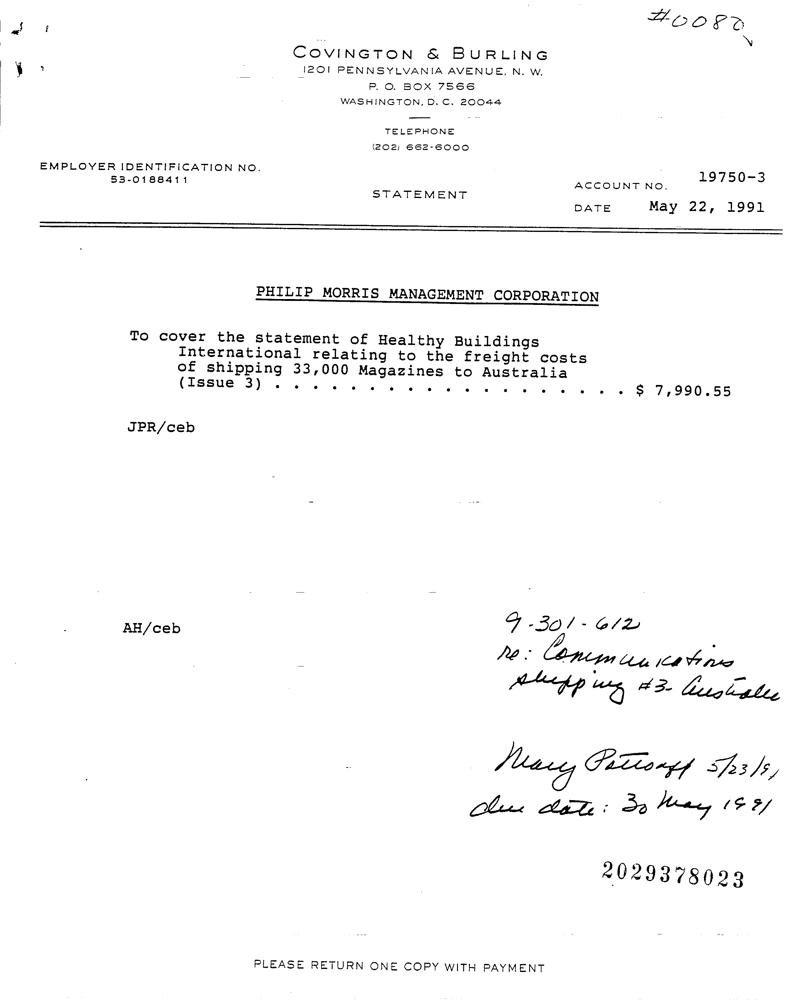 #0080
COVINGTON & BURLING
1201 PENNSYLVANIA AVENUE, N. W.
P. O. BOX 7566
WASHINGTON, D. C. 20044
TELEPHONE
(202) 662-6000
EMPLOYER IDENTIFICATION NO.
53-0188411
STATEMENT
ACCOUNT NO. 19750-3
DATE May 22, 1991
PHILIP MORRIS MANAGEMENT CORPORATION
To cover the statement of Healthy Buildings
International relating to the freight costs
of shipping 33,000 Magazines to Australia
(Issue 3) . . . . . . . . . . . . . . . . . . . $ 7,990.55
JPR/ceb
AH/ceb
9-301-612
re: Communications
shipping #3- Australia
Mary 5/23/91
due date: 30 May 1991
2029378023
PLEASE RETURN ONE COPY WITH PAYMENT